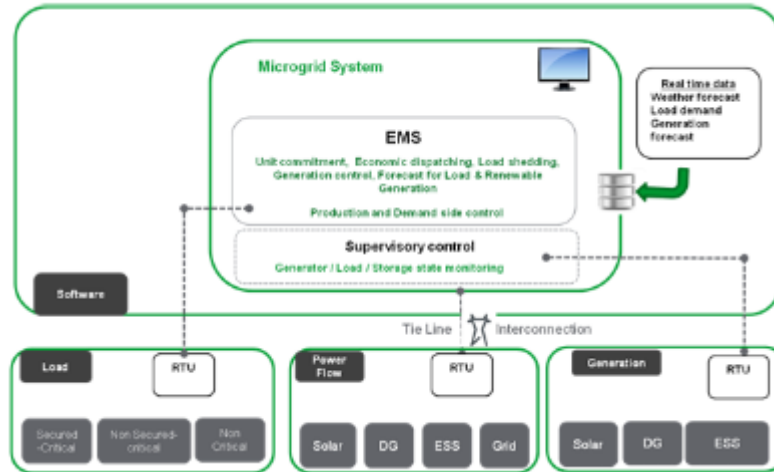 Microgrid System
Real time data
Weather forecast
Load demand
Generation
forecast
EMS
Unit commitment, Economic dispatching, Load shedding,
Generation control, Forecast for Load & Renewable
Generation
Production and Demand side control
Supervisory control
Generator / Load / Storage state monitoring
Software
Tie Line
Interconnection
Load
RTU
Secured
-Critical
Non Secured-
critical
Non
Critical
Power
Flow
RTU
Solar
DG
ESS
Grid
Generation
RTU
Solar
DG
ESS